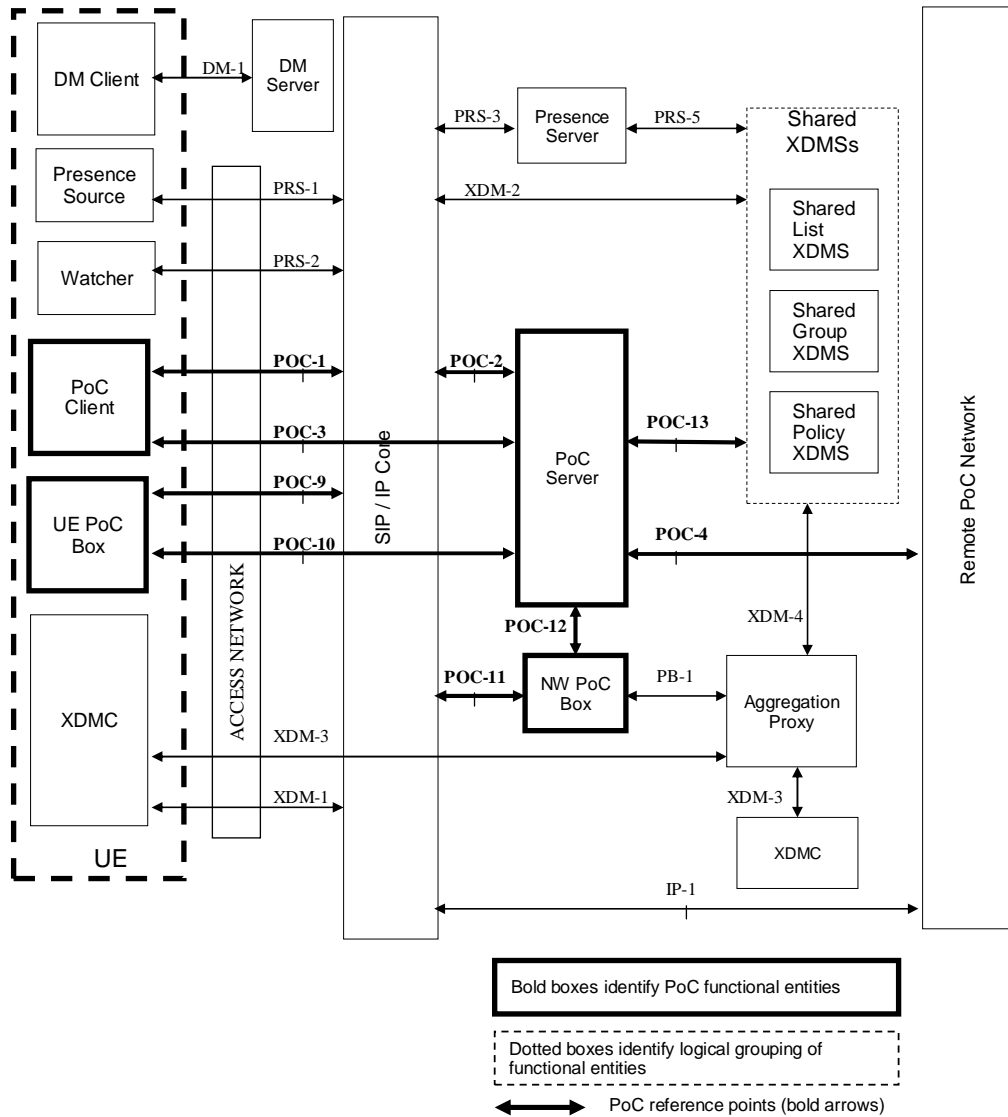 DM Client
DM-1
DM
Server
PRS-3
Presence
Server
PRS-5
Shared
XDMSs
Presence
Source
PRS-1
XDM-2
Shared
List
XDMS
Watcher
PRS-2
Shared
Group
XDMS
PoC
Client
POC-1
POC-2
POC-3
POC-13
Shared
Policy
XDMS
PoC
Server
SIP / IP Core
Remote PoC Network
UE PoC
Box
POC-9
POC-10
POC-4
ACCESS NETWORK
POC-12
XDM-4
POC-11
NW PoC
Box
PB-1
Aggregation
Proxy
XDMC
XDM-3
XDM-3
XDM-1
XDMC
UE
IP-1
Bold boxes identify PoC functional entities
Dotted boxes identify logical grouping of
functional entities
PoC reference points (bold arrows)